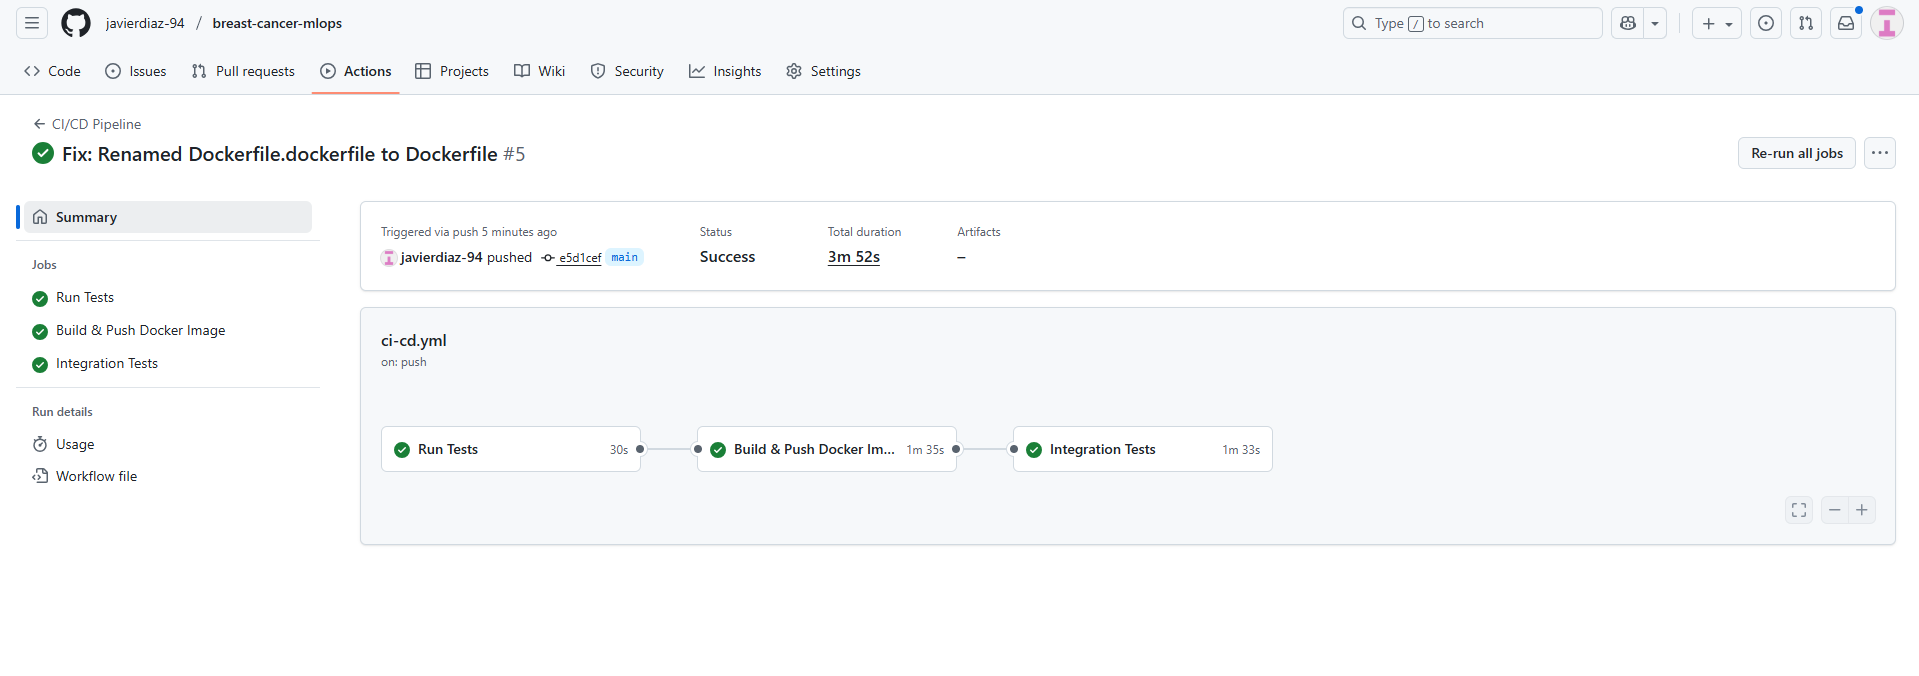 javierdiaz-94 / breast-cancer-mlops
Type / to search
Code Issues Pull requests Actions Projects Wiki Security Insights Settings
CI/CD Pipeline
Fix: Renamed Dockerfile.dockerfile to Dockerfile #5
Re-run all jobs
Summary
Jobs
Run Tests
Build & Push Docker Image
Integration Tests
Run details
Usage
Workflow file
Triggered via push 5 minutes ago
javierdiaz-94 pushed e5d1cef main
Status
Success
Total duration
3m 52s
Artifacts
–
ci-cd.yml
on: push
Run Tests 30s
Build & Push Docker Im... 1m 35s
Integration Tests 1m 33s